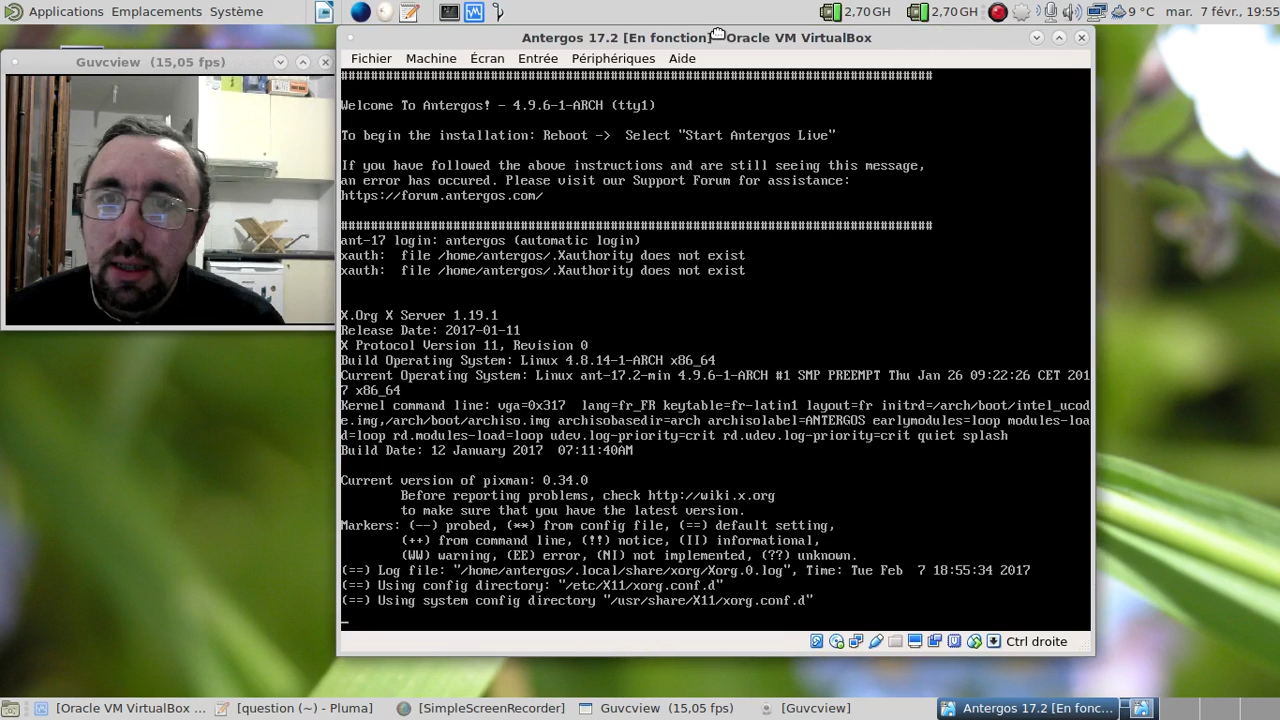 Applications Emplacements Système
2,70 GH 2,70 GH 9 °C mar. 7 févr., 19:55
Guvcview (15,05 fps)
Antergos 17.2 [En fonction] - Oracle VM VirtualBox
Fichier Machine Écran Entrée Périphériques Aide
###############################################################################
Welcome To Antergos! - 4.9.6-1-ARCH (tty1)
To begin the installation: Reboot -> Select "Start Antergos Live"
If you have followed the above instructions and are still seeing this message,
an error has occured. Please visit our Support Forum for assistance:
https://forum.antergos.com/
###############################################################################
ant-17 login: antergos (automatic login)
xauth:  file /home/antergos/.Xauthority does not exist
xauth:  file /home/antergos/.Xauthority does not exist
X.Org X Server 1.19.1
Release Date: 2017-01-11
X Protocol Version 11, Revision 0
Build Operating System: Linux 4.8.14-1-ARCH x86_64
Current Operating System: Linux ant-17.2-min 4.9.6-1-ARCH #1 SMP PREEMPT Thu Jan 26 09:22:26 CET 201
7 x86_64
Kernel command line: vga=0x317  lang=fr_FR keytable=fr-latin1 layout=fr initrd=/arch/boot/intel_ucod
e.img,/arch/boot/archiso.img archisobasedir=arch archisolabel=ANTERGOS earlymodules=loop modules-loa
d=loop rd.modules-load=loop udev.log-priority=crit rd.udev.log-priority=crit quiet splash
Build Date: 12 January 2017  07:11:40AM
Current version of pixman: 0.34.0
Before reporting problems, check http://wiki.x.org
to make sure that you have the latest version.
Markers: (--) probed, (**) from config file, (==) default setting,
(++) from command line, (!!) notice, (II) informational,
(WW) warning, (EE) error, (NI) not implemented, (??) unknown.
(==) Log file: "/home/antergos/.local/share/xorg/Xorg.0.log", Time: Tue Feb  7 18:55:34 2017
(==) Using config directory: "/etc/X11/xorg.conf.d"
(==) Using system config directory "/usr/share/X11/xorg.conf.d"
Ctrl droite
[Oracle VM VirtualBox ... [question (~) - Pluma] [SimpleScreenRecorder] Guvcview (15,05 fps) [Guvcview] Antergos 17.2 [En fonc...